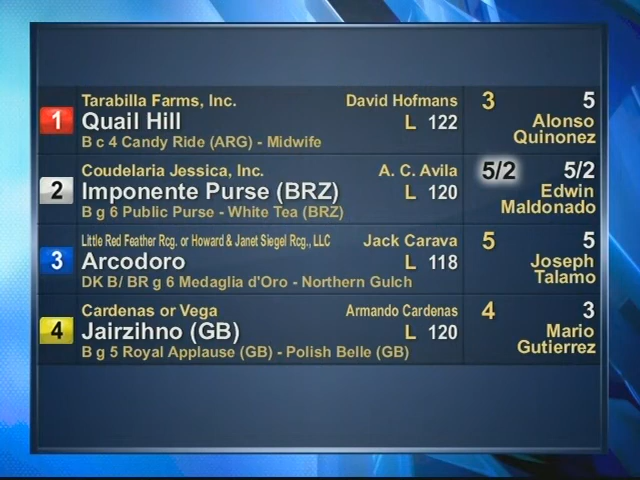 Tarabilla Farms, Inc. David Hofmans 3 5
1 Quail Hill L 122 Alonso
B c 4 Candy Ride (ARG) - Midwife Quinonez
Coudelaria Jessica, Inc. A. C. Avila 5/2 5/2
2 Imponente Purse (BRZ) L 120 Edwin
B g 6 Public Purse - White Tea (BRZ) Maldonado
Little Red Feather Rcg. or Howard & Janet Siegel Rcg., LLC Jack Carava 5 5
3 Arcodoro L 118 Joseph
DK B/ BR g 6 Medaglia d'Oro - Northern Gulch Talamo
Cardenas or Vega Armando Cardenas 4 3
4 Jairzihno (GB) L 120 Mario
B g 5 Royal Applause (GB) - Polish Belle (GB) Gutierrez